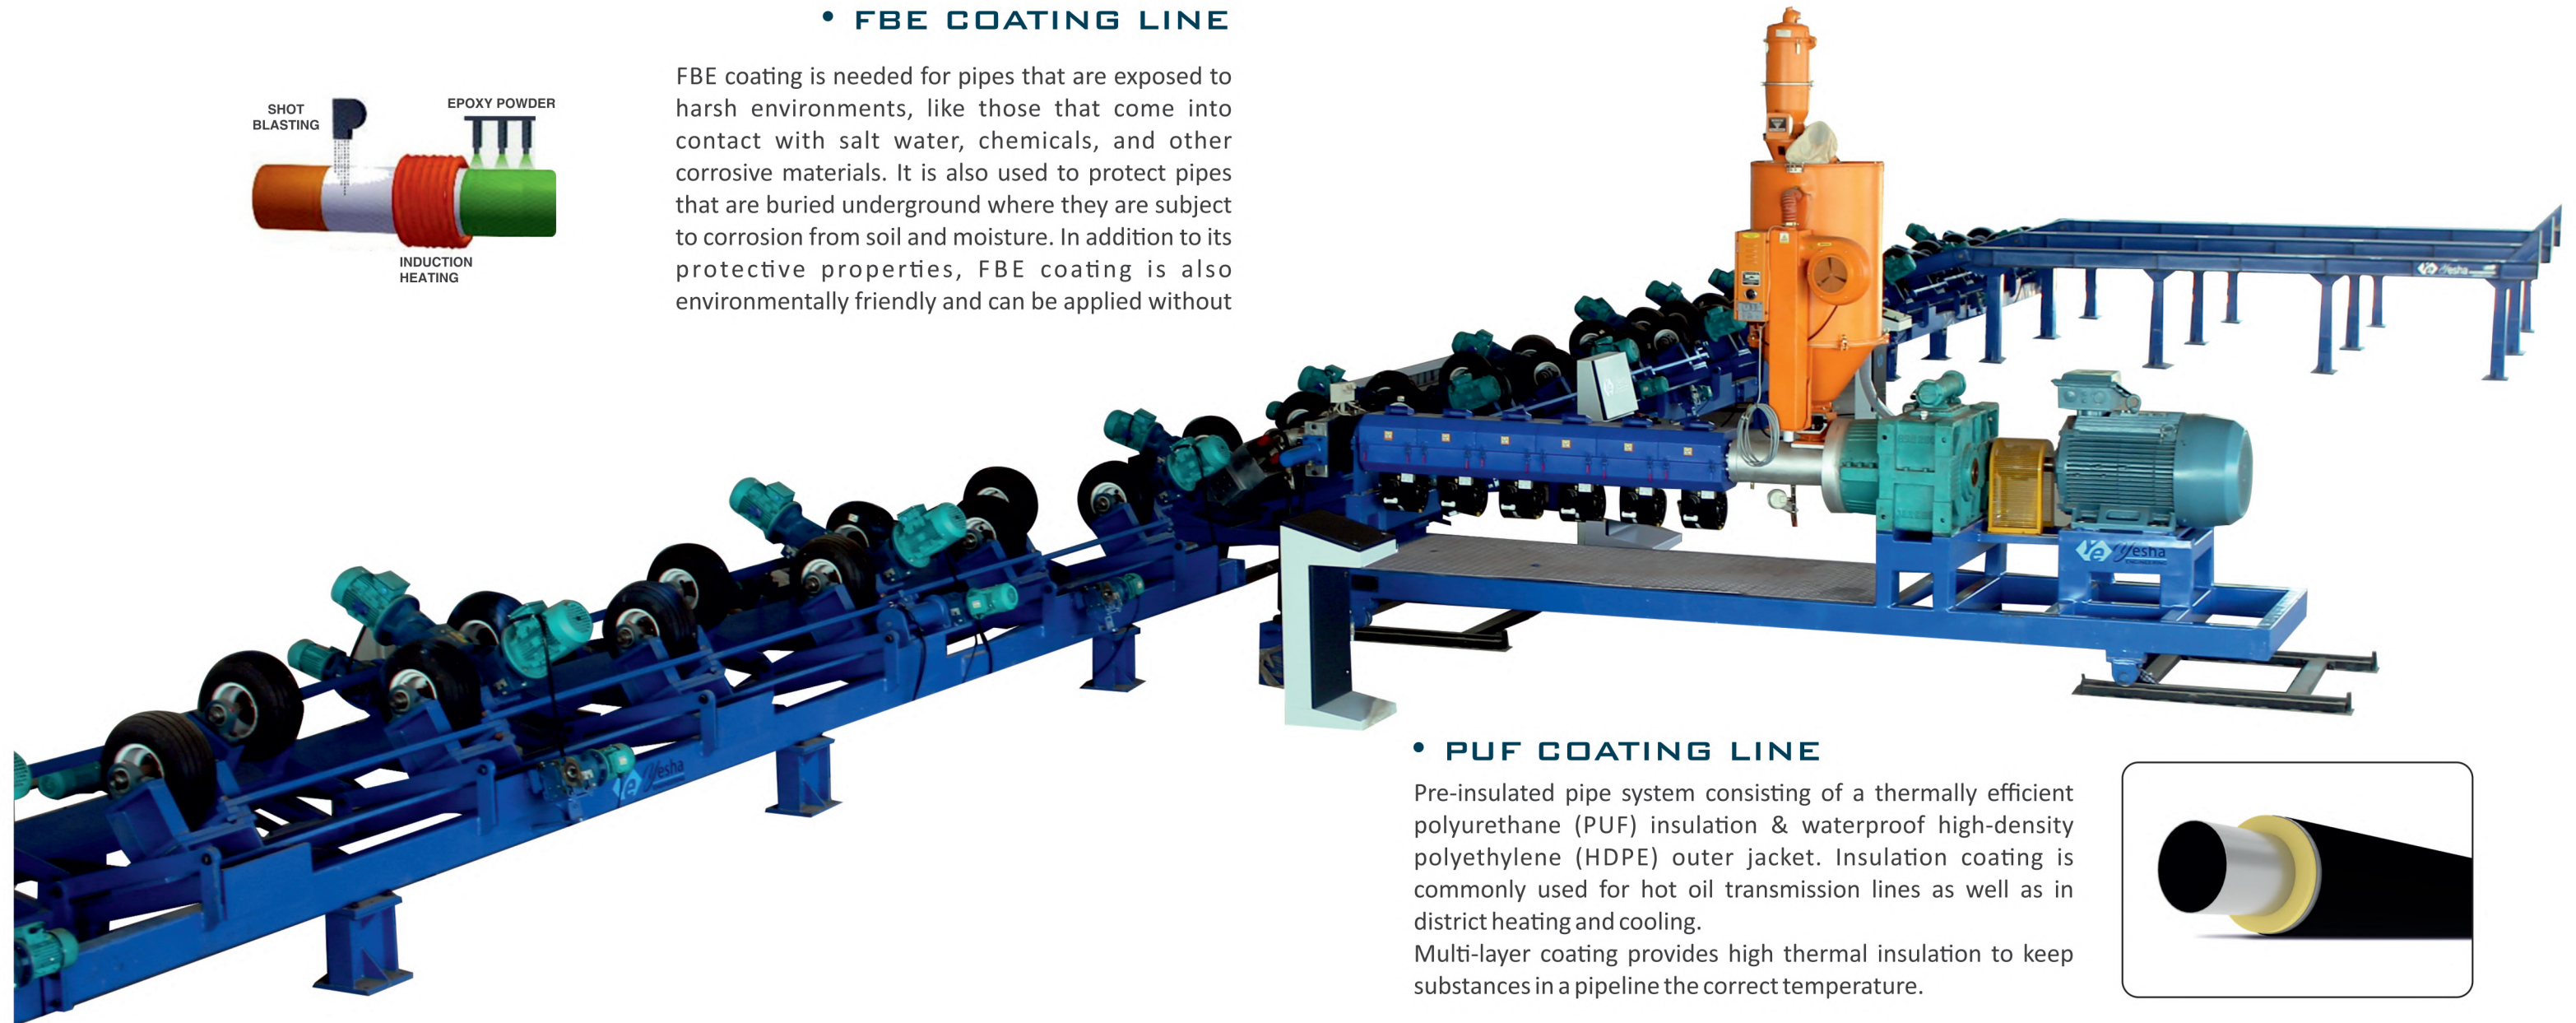 • FBE COATING LINE
FBE coating is needed for pipes that are exposed to
harsh environments, like those that come into
contact with salt water, chemicals, and other
corrosive materials. It is also used to protect pipes
that are buried underground where they are subject
to corrosion from soil and moisture. In addition to its
protective properties, FBE coating is also
environmentally friendly and can be applied without
SHOT
BLASTING
EPOXY POWDER
INDUCTION
HEATING
Yesha
Ye Yesha
ENGINEERING
Ye Yesha
• PUF COATING LINE
Pre-insulated pipe system consisting of a thermally efficient
polyurethane (PUF) insulation & waterproof high-density
polyethylene (HDPE) outer jacket. Insulation coating is
commonly used for hot oil transmission lines as well as in
district heating and cooling.
Multi-layer coating provides high thermal insulation to keep
substances in a pipeline the correct temperature.